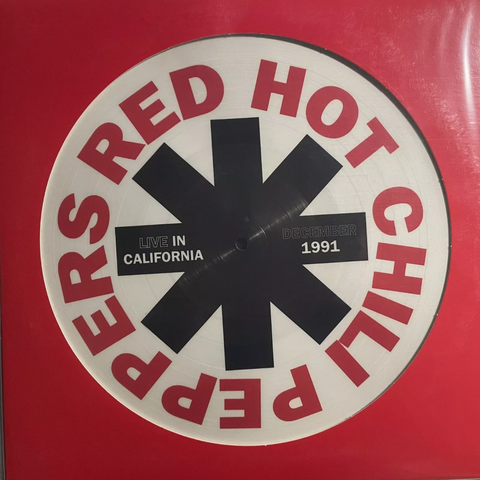 RED HOT CHILI PEPPERS
LIVE IN
CALIFORNIA
DECEMBER
1991